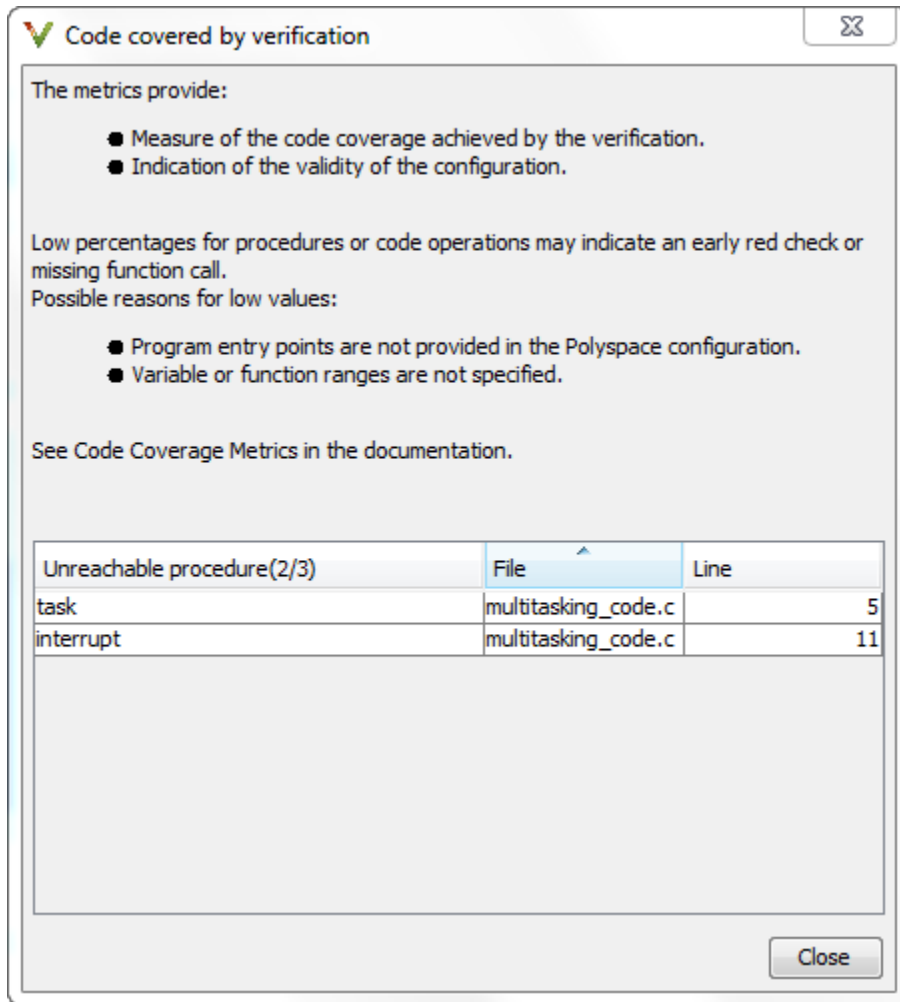 Code covered by verification
The metrics provide:
● Measure of the code coverage achieved by the verification.
● Indication of the validity of the configuration.
Low percentages for procedures or code operations may indicate an early red check or
missing function call.
Possible reasons for low values:
● Program entry points are not provided in the Polyspace configuration.
● Variable or function ranges are not specified.
See Code Coverage Metrics in the documentation.
Unreachable procedure(2/3) File Line
task multitasking_code.c 5
interrupt multitasking_code.c 11
Close